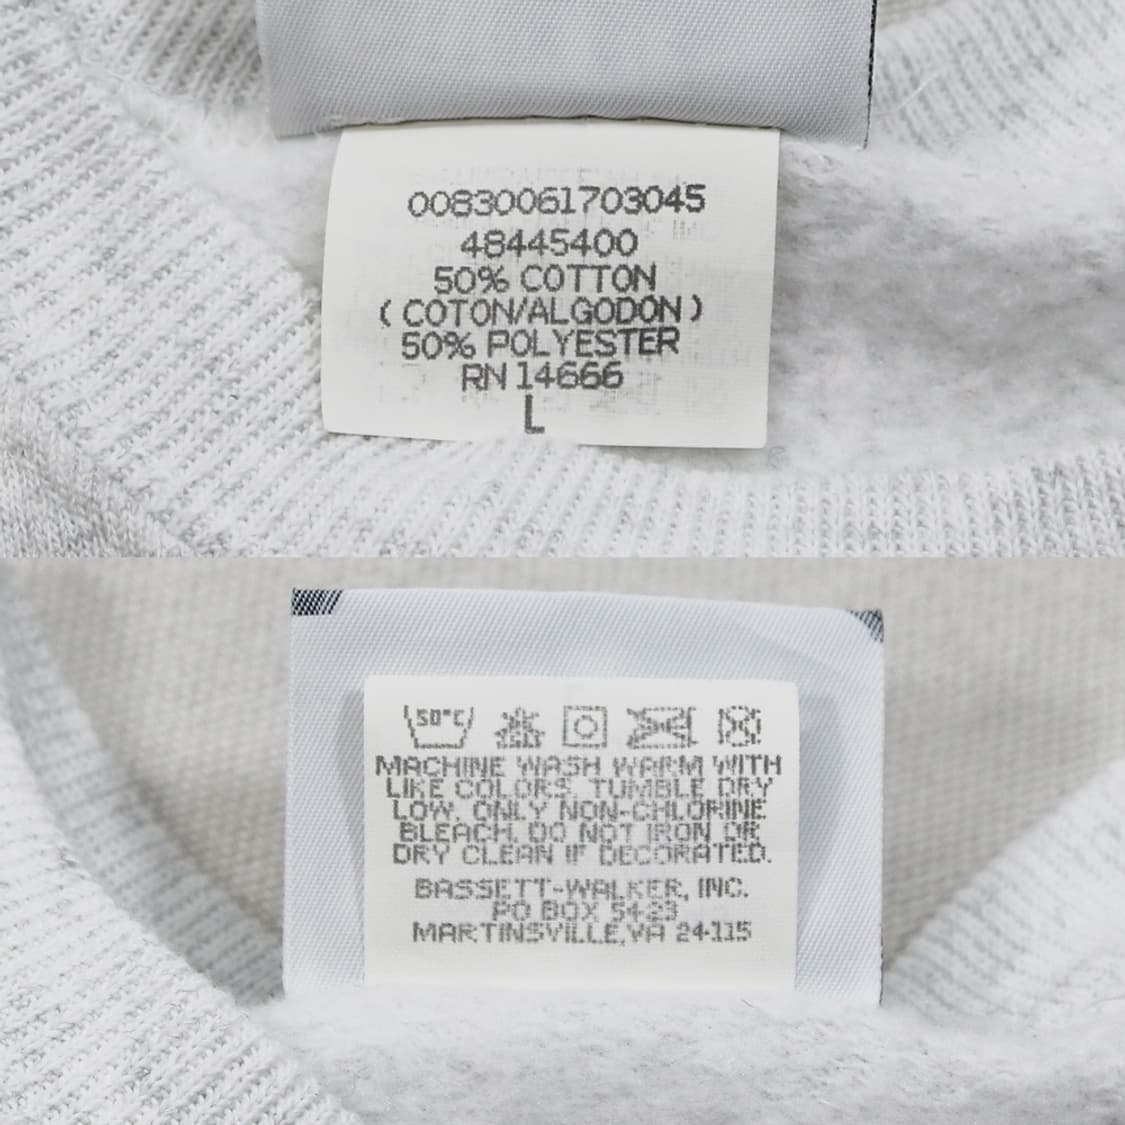 00830061703045
48445400
50% COTTON
( COTON/ALGODON )
50% POLYESTER
RN 14666
L
50°C
MACHINE WASH WARM WITH
LIKE COLORS. TUMBLE DRY
LOW. ONLY NON-CHLORINE
BLEACH. DO NOT IRON OR
DRY CLEAN IF DECORATED.
BASSETT-WALKER, INC.
PO BOX 5423
MARTINSVILLE,VA 24115